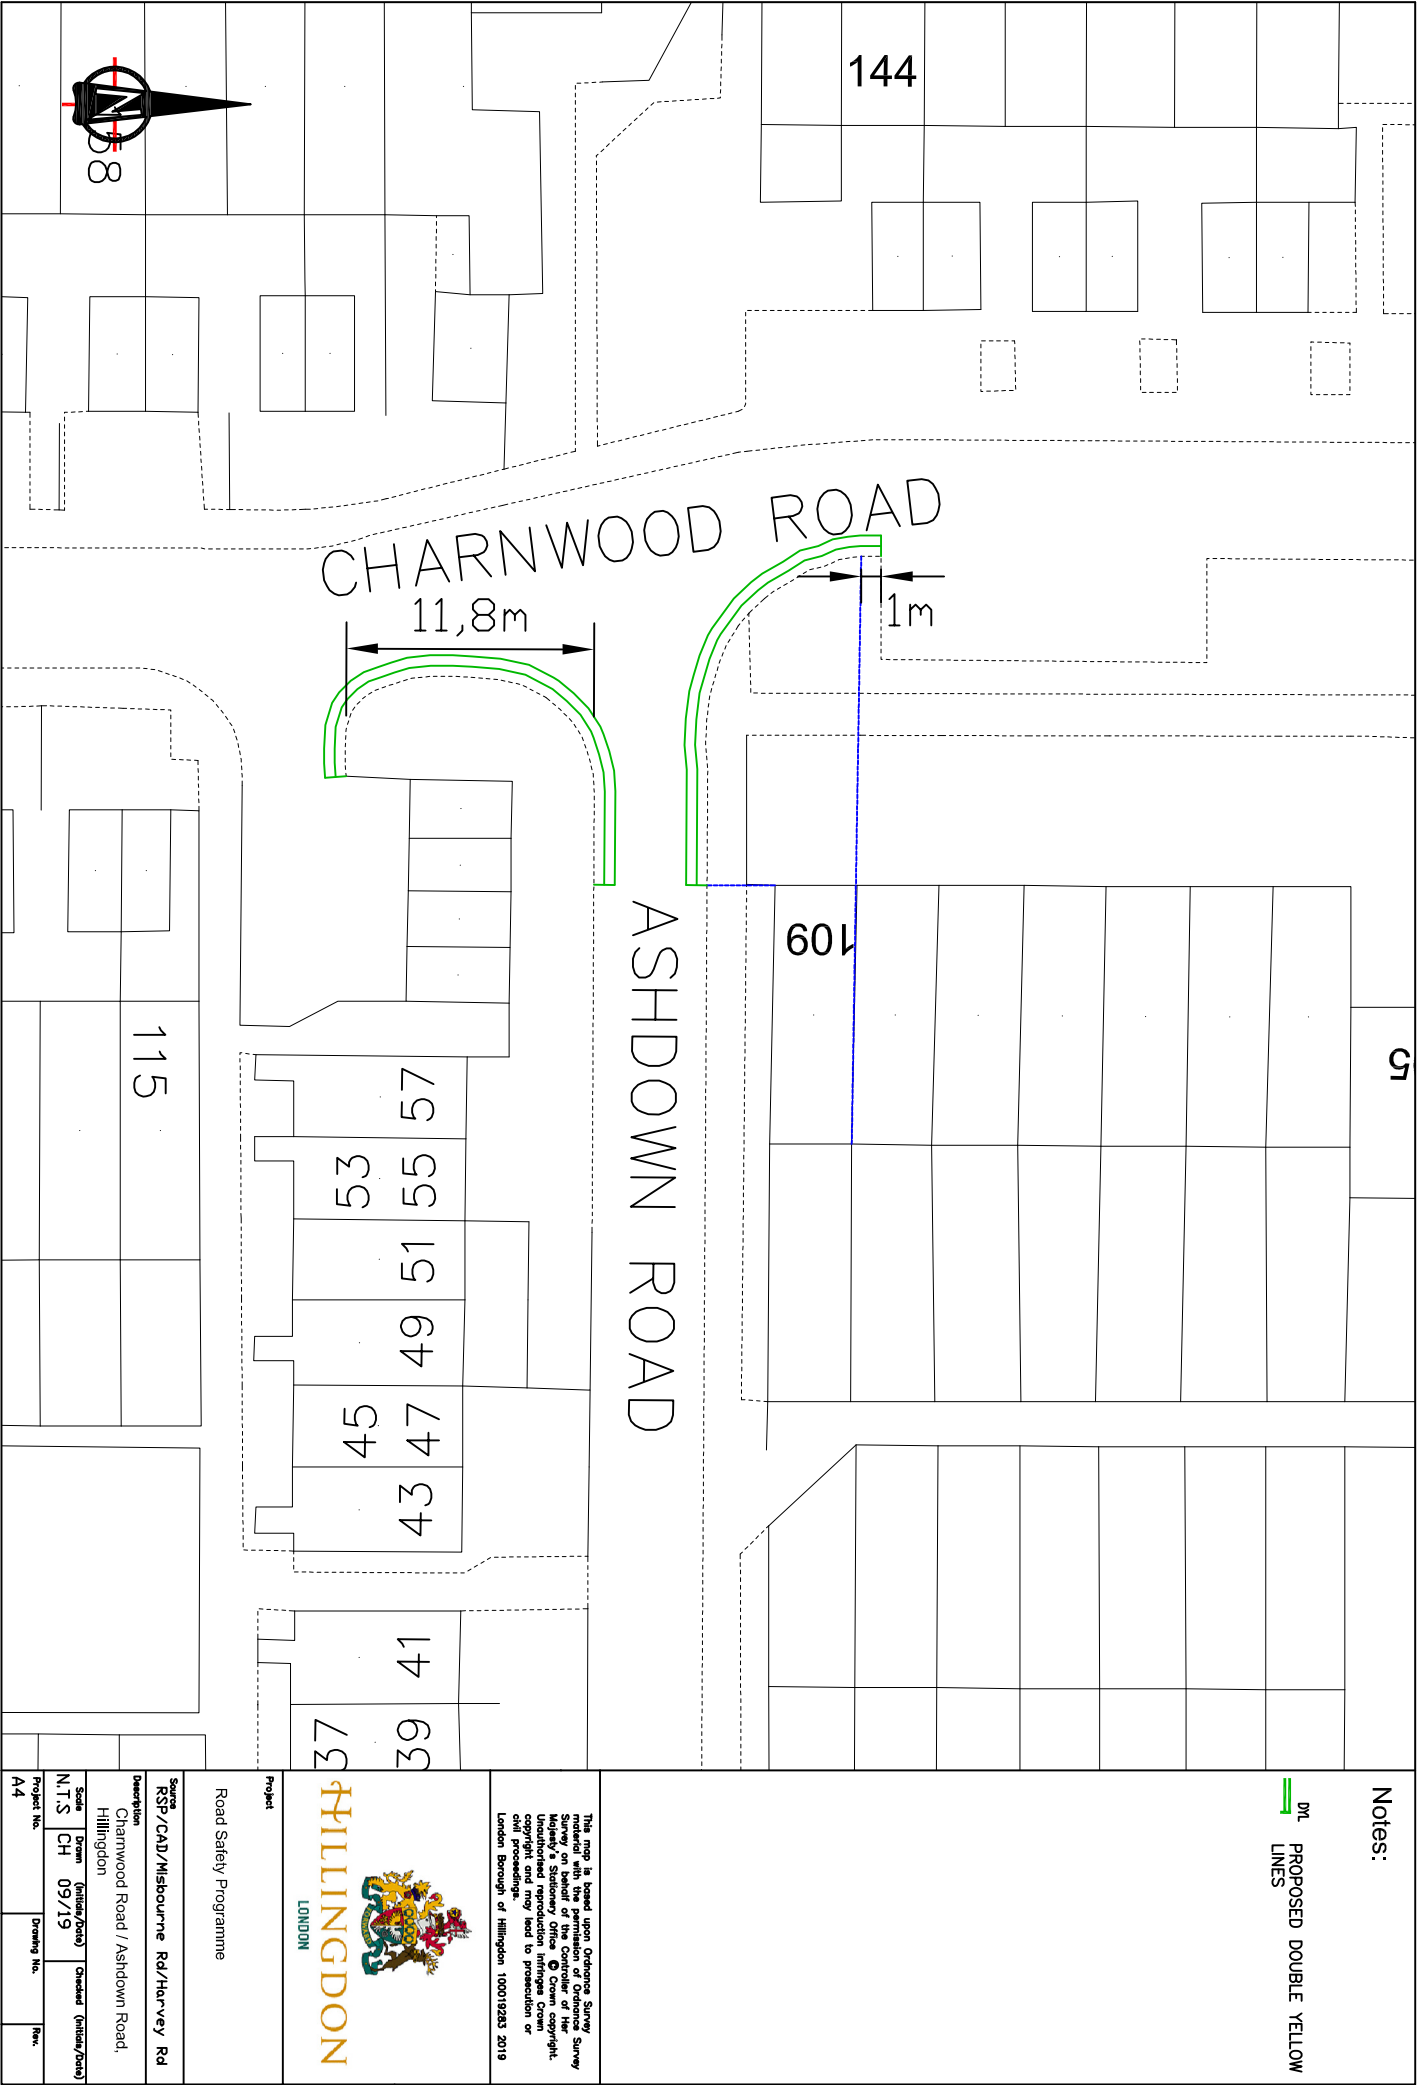 144
58
N
CHARNWOOD ROAD
11,8m
1m
ASHDOWN ROAD
109
115
57
53
55
51
49
45
47
43
41
37
39
Notes:
DYL PROPOSED DOUBLE YELLOW
LINES
This map is based upon Ordnance Survey
material with the permission of Ordnance Survey
Survey on behalf of the Controller of Her
Majesty's Stationery Office © Crown copyright.
Unauthorised reproduction infringes Crown
copyright and may lead to prosecution or
civil proceedings.
London Borough of Hillingdon 100019283 2019
HILLINGDON
LONDON
Project
Road Safety Programme
Source
RSP/CAD/Misbourne Rd/Harvey Rd
Description
Charnwood Road / Ashdown Road,
Hillingdon
Scale Drawn (Initials/Date) Checked (Initials/Date)
N.T.S CH 09/19
Project No. Drawing No. Rev.
A4